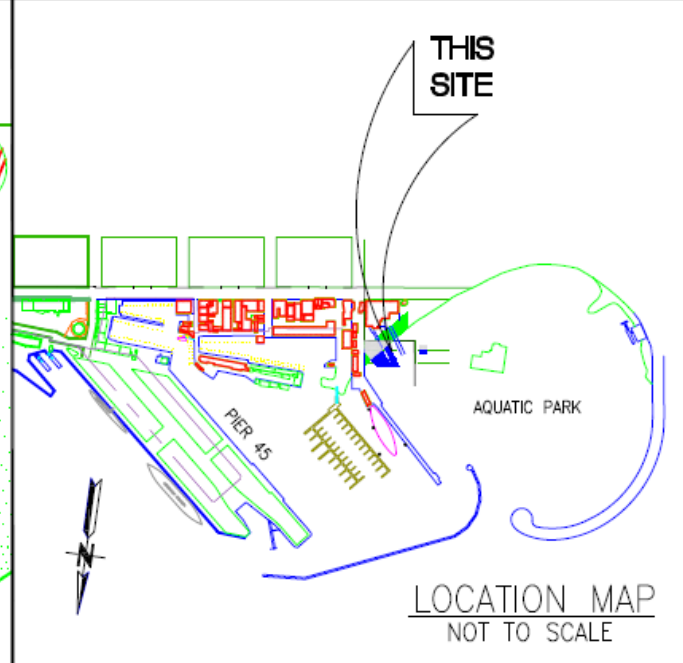 THIS
SITE
PIER 45
AQUATIC PARK
N
LOCATION MAP
NOT TO SCALE